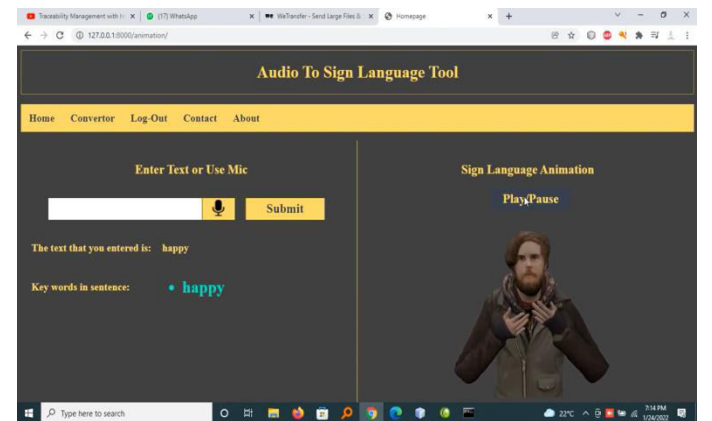 Traceability Management with
(17) WhatsApp
WeTransfer - Send Large Files &
Homepage
127.0.0.1:8000/animation/
Audio To Sign Language Tool
Home Convertor Log-Out Contact About
Enter Text or Use Mic
Submit
The text that you entered is: happy
Key words in sentence:
• happy
Sign Language Animation
Play/Pause
Type here to search
22°C
7:14 PM
1/24/2022